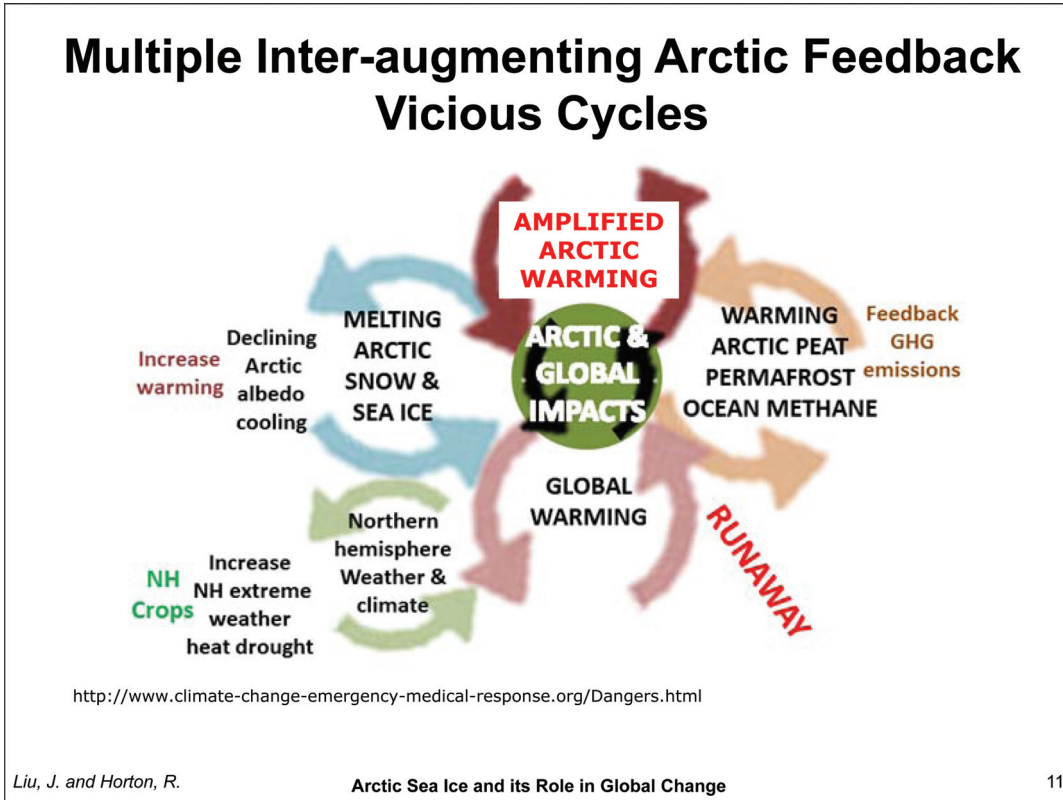 Multiple Inter-augmenting Arctic Feedback
Vicious Cycles
AMPLIFIED
ARCTIC
WARMING
ARCTIC &
GLOBAL
IMPACTS
MELTING
ARCTIC
SNOW &
SEA ICE
Declining
Arctic
albedo
cooling
Increase
warming
WARMING
ARCTIC PEAT
PERMAFROST
OCEAN METHANE
Feedback
GHG
emissions
GLOBAL
WARMING
RUNAWAY
Northern
hemisphere
Weather &
climate
Increase
NH extreme
weather
heat drought
NH
Crops
http://www.climate-change-emergency-medical-response.org/Dangers.html
Liu, J. and Horton, R.
Arctic Sea Ice and its Role in Global Change
11